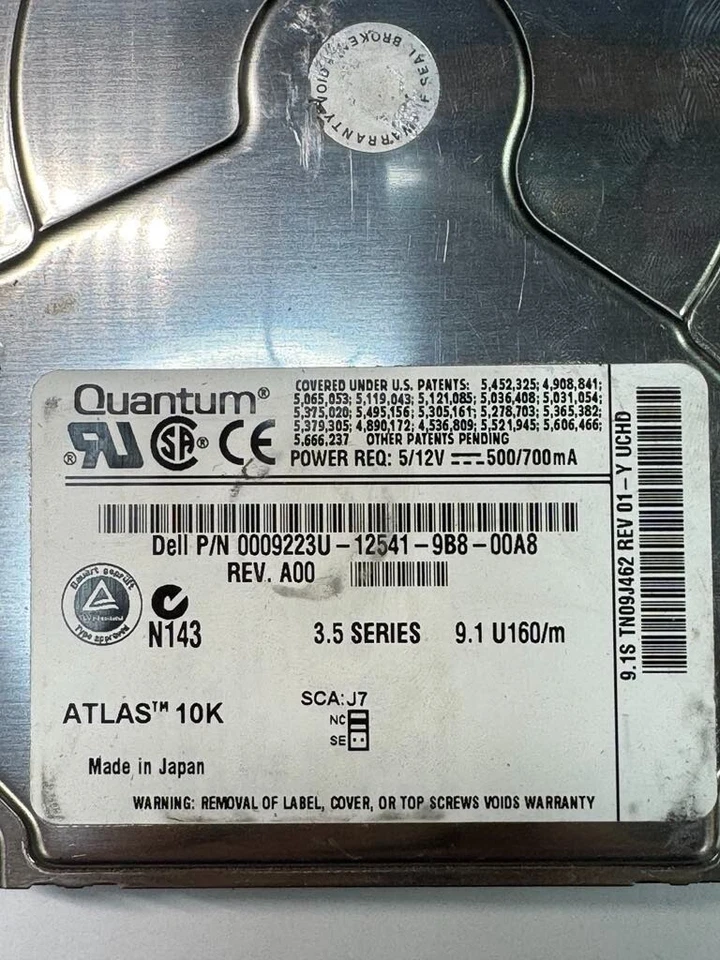 WARRANTY VOID IF SEAL BROKEN
Quantum®
COVERED UNDER U.S. PATENTS: 5,452,325; 4,908,841;
5,065,053; 5,119,043; 5,121,085; 5,036,408; 5,031,054;
5,375,020; 5,495,156; 5,305,161; 5,278,703; 5,365,382;
5,379,305; 4,890,172; 4,536,809; 5,521,945; 5,606,466;
5,666,237 OTHER PATENTS PENDING
POWER REQ: 5/12V 500/700mA
Dell P/N 0009223U-12541-9B8-00A8
REV. A00
Bauart geprüft
Type approved
N143
3.5 SERIES 9.1 U160/m
ATLAS™ 10K
SCA:J7
NC
SE
Made in Japan
WARNING: REMOVAL OF LABEL, COVER, OR TOP SCREWS VOIDS WARRANTY
9.1S TN09J462 REV 01-Y UCHD